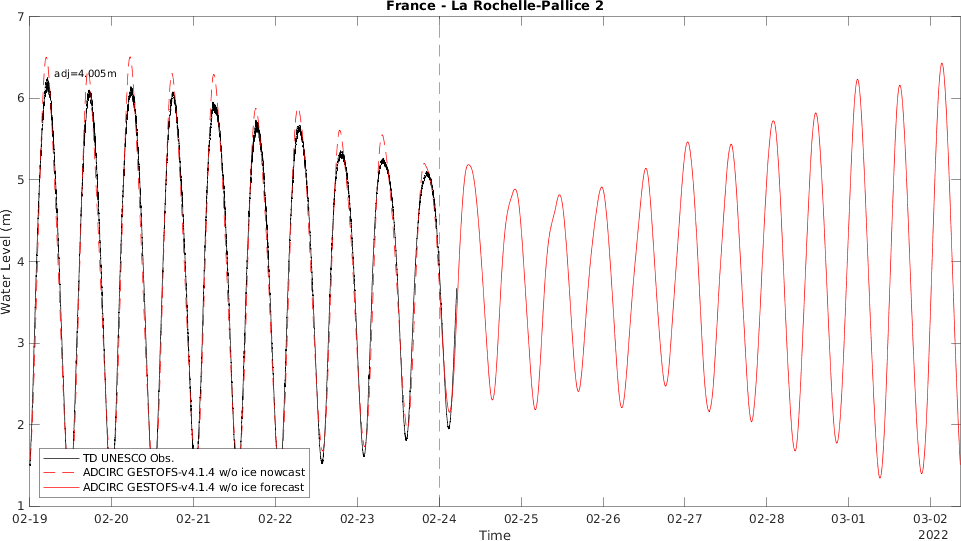 France - La Rochelle-Pallice 2
7
6
5
4
3
2
1
Water Level (m)
adj=4.005m
TD UNESCO Obs.
ADCIRC GESTOFS-v4.1.4 w/o ice nowcast
ADCIRC GESTOFS-v4.1.4 w/o ice forecast
02-19 02-20 02-21 02-22 02-23 02-24 02-25 02-26 02-27 02-28 03-01 03-02
Time 2022